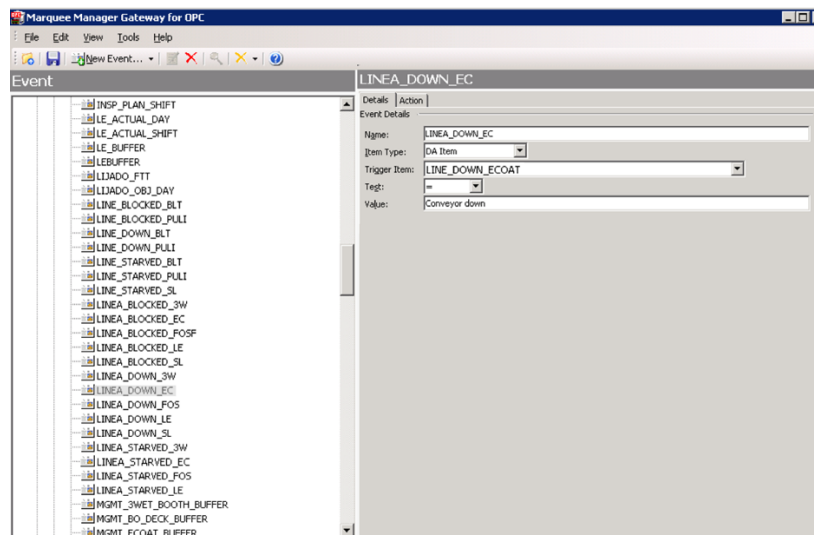 Marquee Manager Gateway for OPC
File Edit View Tools Help
New Event...
Event
LINEA_DOWN_EC
INSP_PLAN_SHIFT
LE_ACTUAL_DAY
LE_ACTUAL_SHIFT
LE_BUFFER
LEBUFFER
LIJADO_FTT
LIJADO_OBJ_DAY
LINE_BLOCKED_BLT
LINE_BLOCKED_PULI
LINE_DOWN_BLT
LINE_DOWN_PULI
LINE_STARVED_BLT
LINE_STARVED_PULI
LINE_STARVED_SL
LINEA_BLOCKED_3W
LINEA_BLOCKED_EC
LINEA_BLOCKED_FOSF
LINEA_BLOCKED_LE
LINEA_BLOCKED_SL
LINEA_DOWN_3W
LINEA_DOWN_EC
LINEA_DOWN_FOS
LINEA_DOWN_LE
LINEA_DOWN_SL
LINEA_STARVED_3W
LINEA_STARVED_EC
LINEA_STARVED_FOS
LINEA_STARVED_LE
MGMT_3WET_BOOTH_BUFFER
MGMT_BO_DECK_BUFFER
MGMT_ECOAT_BUFFER
Details Action
Event Details
Name: LINEA_DOWN_EC
Item Type: DA Item
Trigger Item: LINE_DOWN_ECOAT
Test: =
Value: Conveyor down